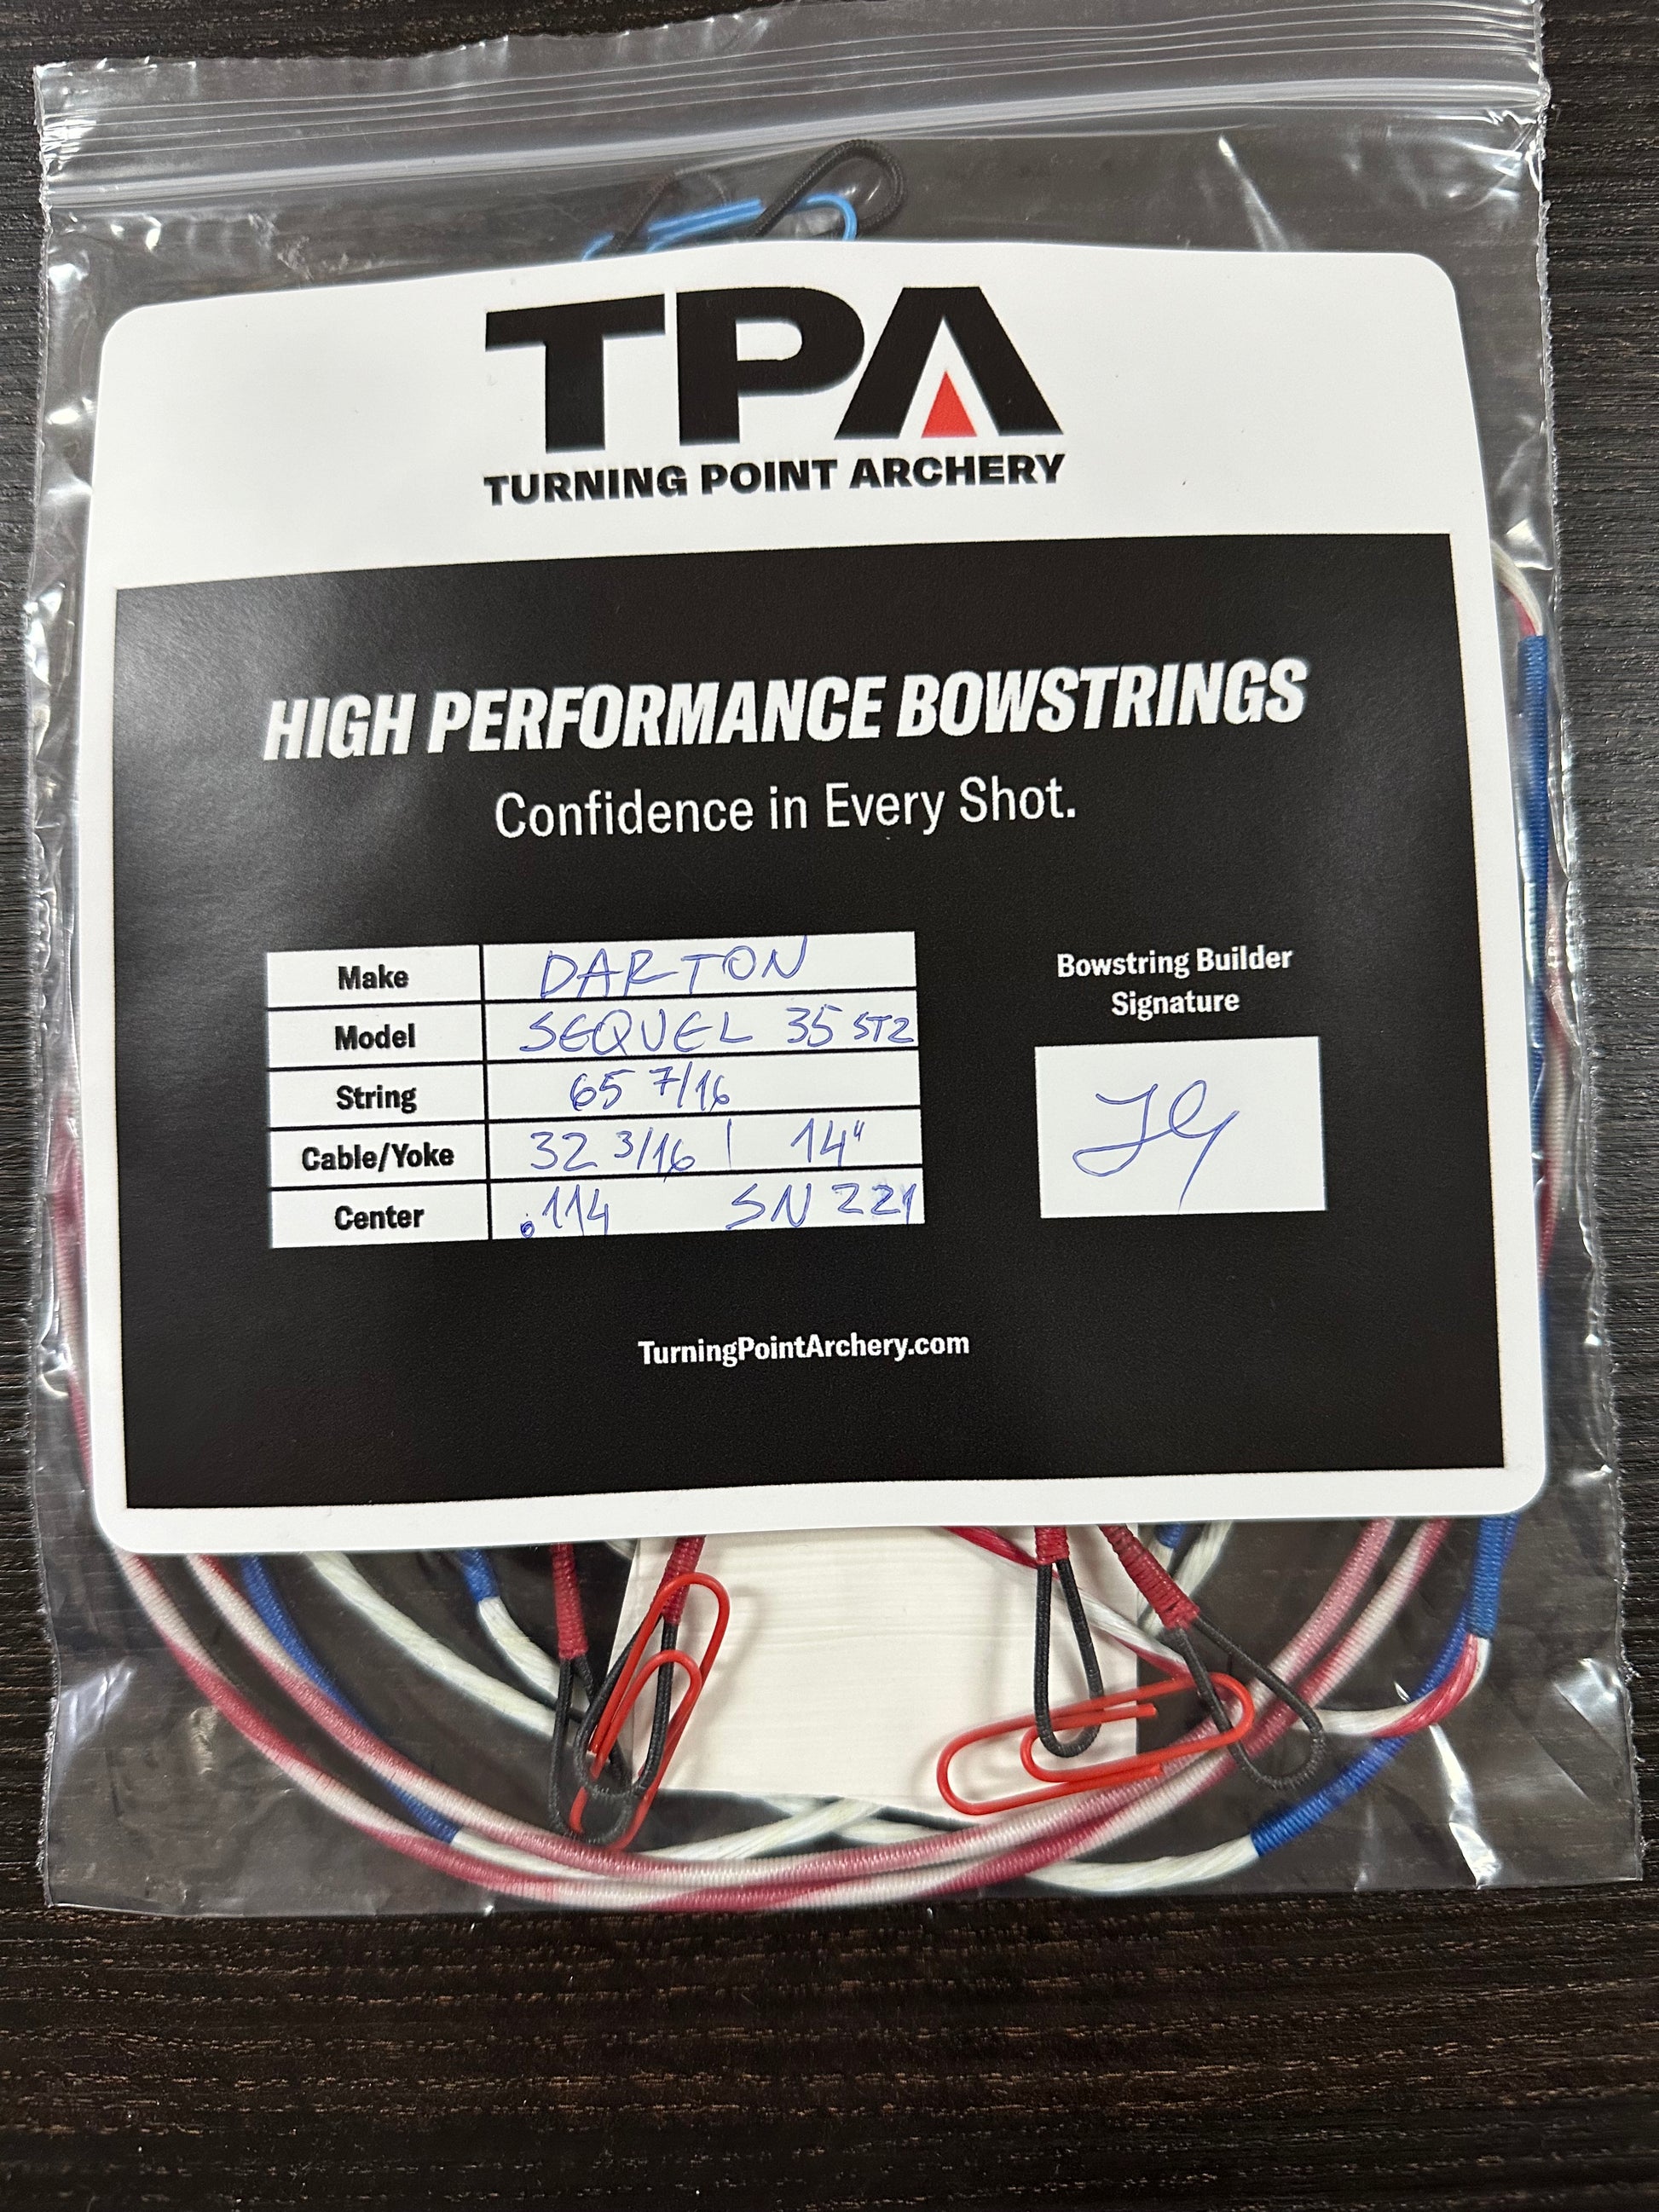 TPA
TURNING POINT ARCHERY
HIGH PERFORMANCE BOWSTRINGS
Confidence in Every Shot.
Make DARTON
Model SEQUEL 35 ST2
String 65 7/16
Cable/Yoke 32 3/16 | 14"
Center .114 SN 221
Bowstring Builder
Signature
TurningPointArchery.com